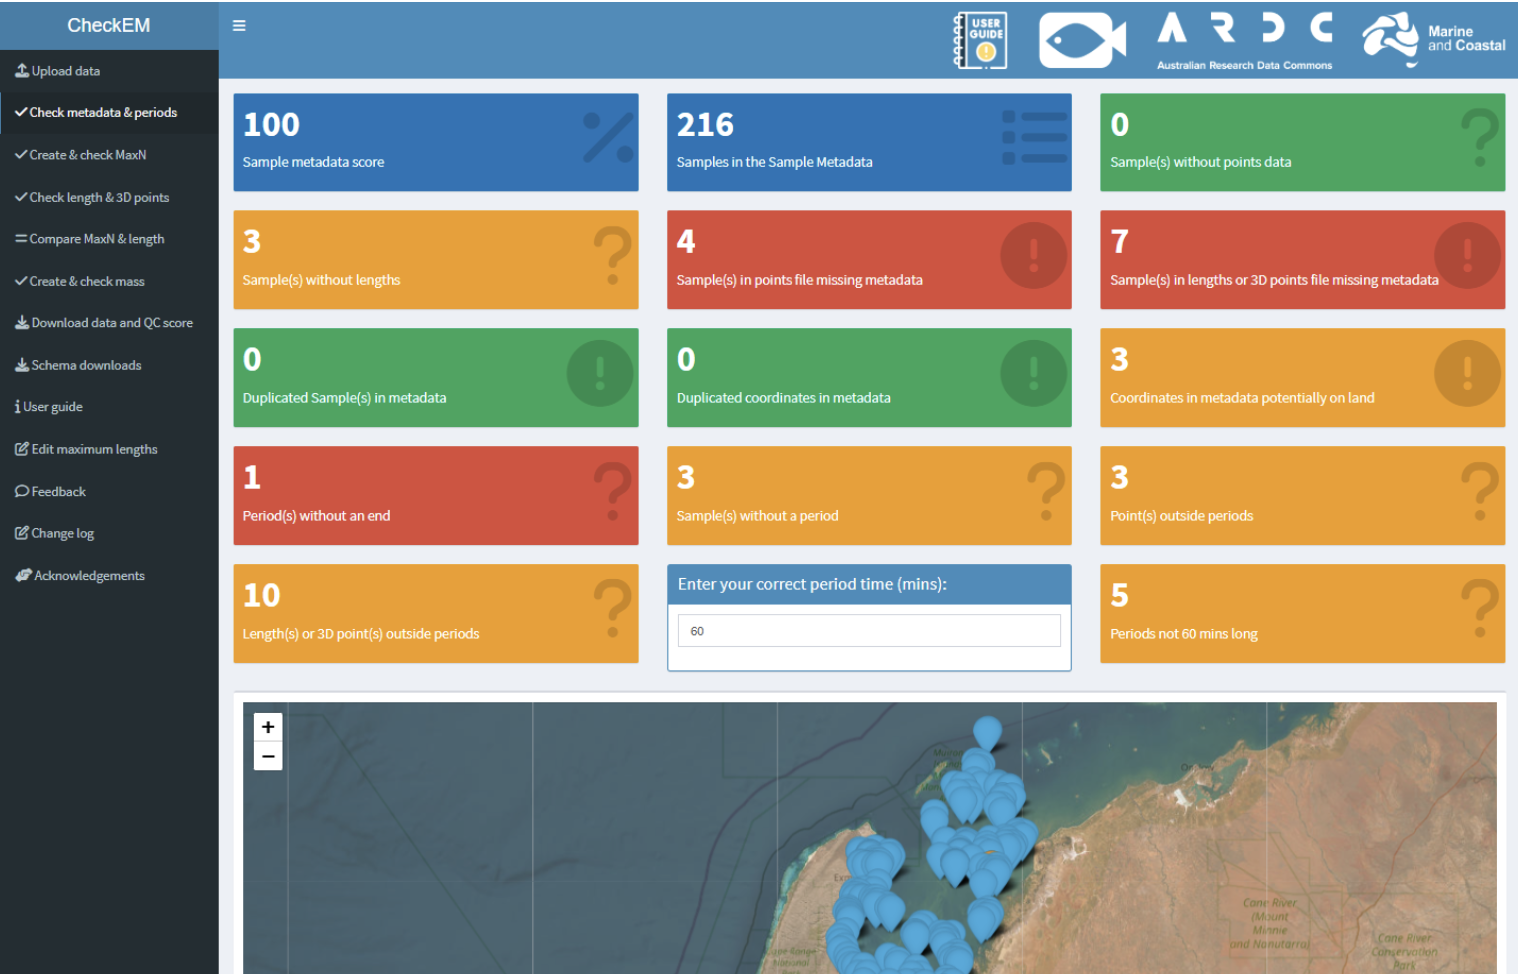 CheckEM
USER
GUIDE
ARDC
Australian Research Data Commons
Marine
and Coastal
Upload data
Check metadata & periods
Create & check MaxN
Check length & 3D points
Compare MaxN & length
Create & check mass
Download data and QC score
Schema downloads
User guide
Edit maximum lengths
Feedback
Change log
Acknowledgements
100
Sample metadata score
216
Samples in the Sample Metadata
0
Sample(s) without points data
3
Sample(s) without lengths
4
Sample(s) in points file missing metadata
7
Sample(s) in lengths or 3D points file missing metadata
0
Duplicated Sample(s) in metadata
0
Duplicated coordinates in metadata
3
Coordinates in metadata potentially on land
1
Period(s) without an end
3
Sample(s) without a period
3
Point(s) outside periods
10
Length(s) or 3D point(s) outside periods
Enter your correct period time (mins):
60
5
Periods not 60 mins long
+
−
Cane River
(Mount
Minnie
and Nanutarra)
Cane River
Conservation
Park